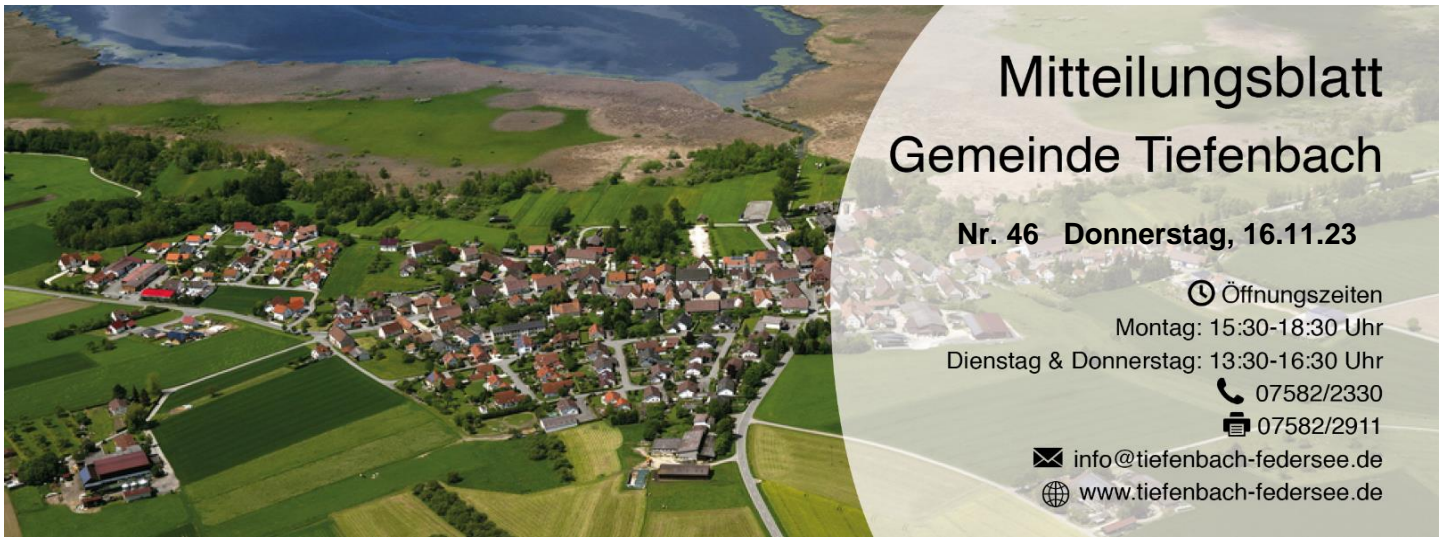 Mitteilungsblatt
Gemeinde Tiefenbach
Nr. 46 Donnerstag, 16.11.23
Öffnungszeiten
Montag: 15:30-18:30 Uhr
Dienstag & Donnerstag: 13:30-16:30 Uhr
07582/2330
07582/2911
info@tiefenbach-federsee.de
www.tiefenbach-federsee.de